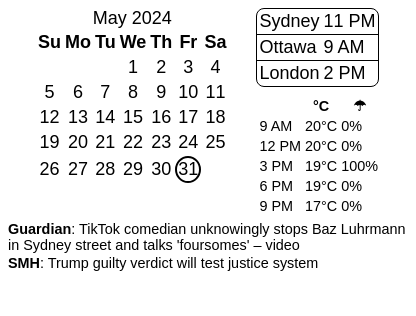 May 2024
Su Mo Tu We Th Fr Sa
1 2 3 4
5 6 7 8 9 10 11
12 13 14 15 16 17 18
19 20 21 22 23 24 25
26 27 28 29 30 31
Sydney 11 PM
Ottawa 9 AM
London 2 PM
°C ☂
9 AM 20°C 0%
12 PM 20°C 0%
3 PM 19°C 100%
6 PM 19°C 0%
9 PM 17°C 0%
Guardian: TikTok comedian unknowingly stops Baz Luhrmann
in Sydney street and talks 'foursomes' – video
SMH: Trump guilty verdict will test justice system